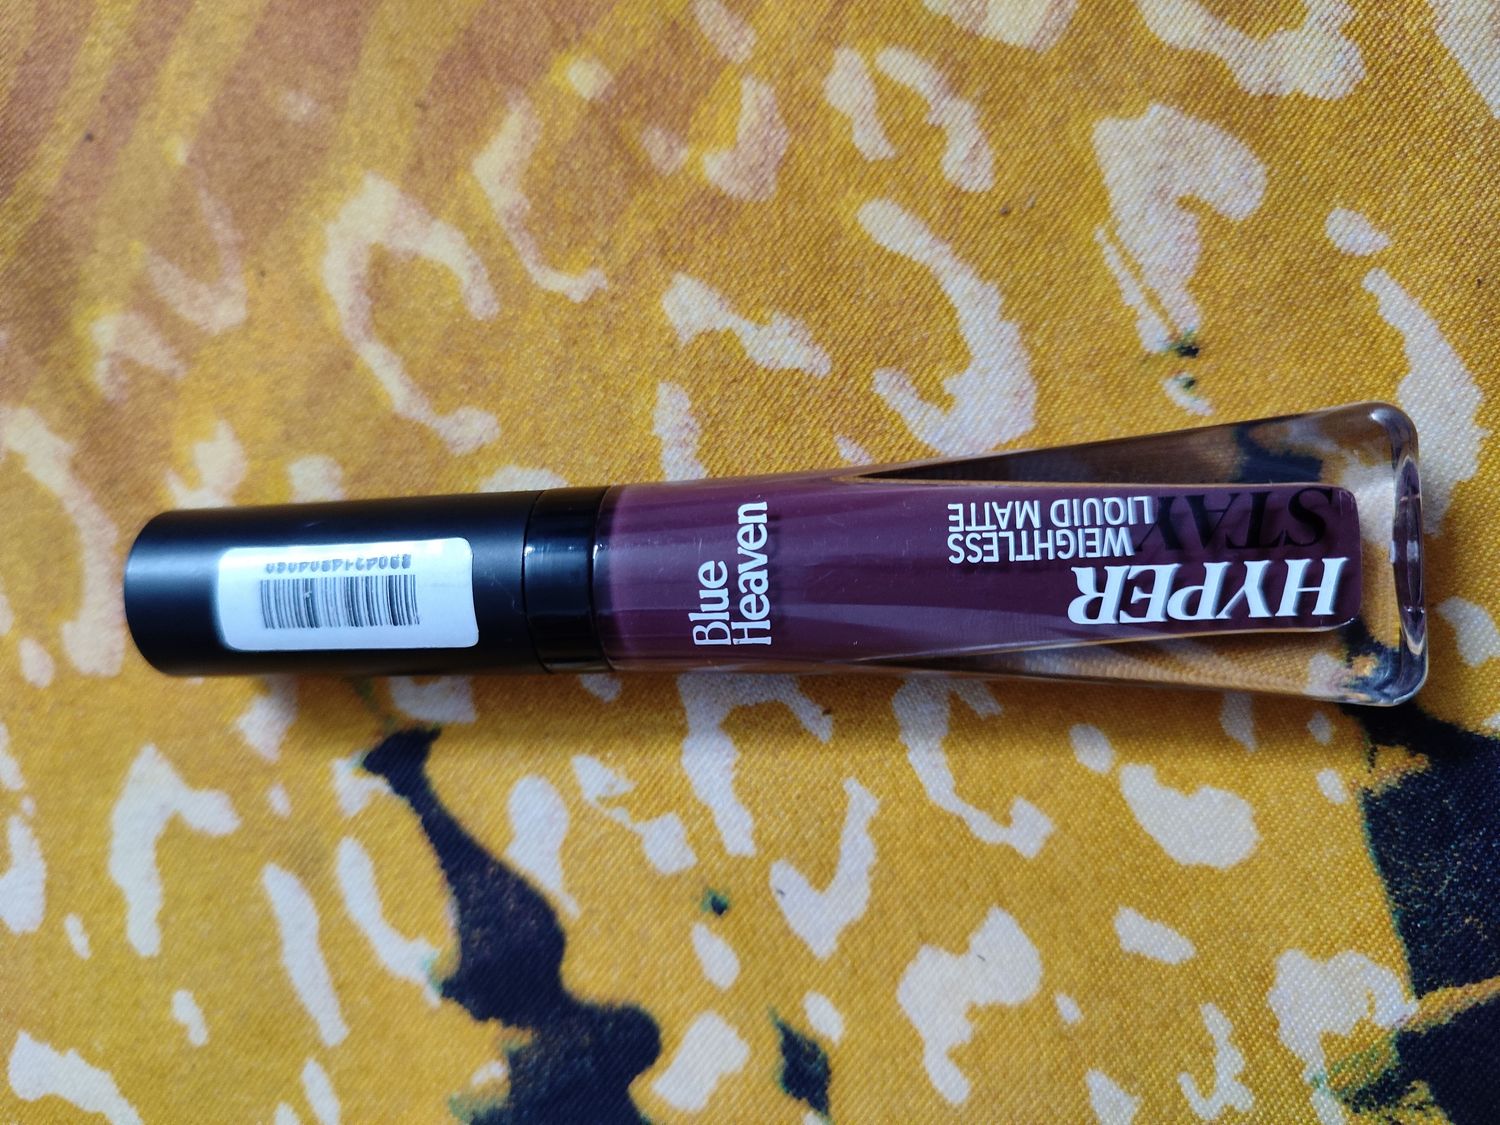 Blue
Heaven
HYPER
STAY
WEIGHTLESS
LIQUID MATTE